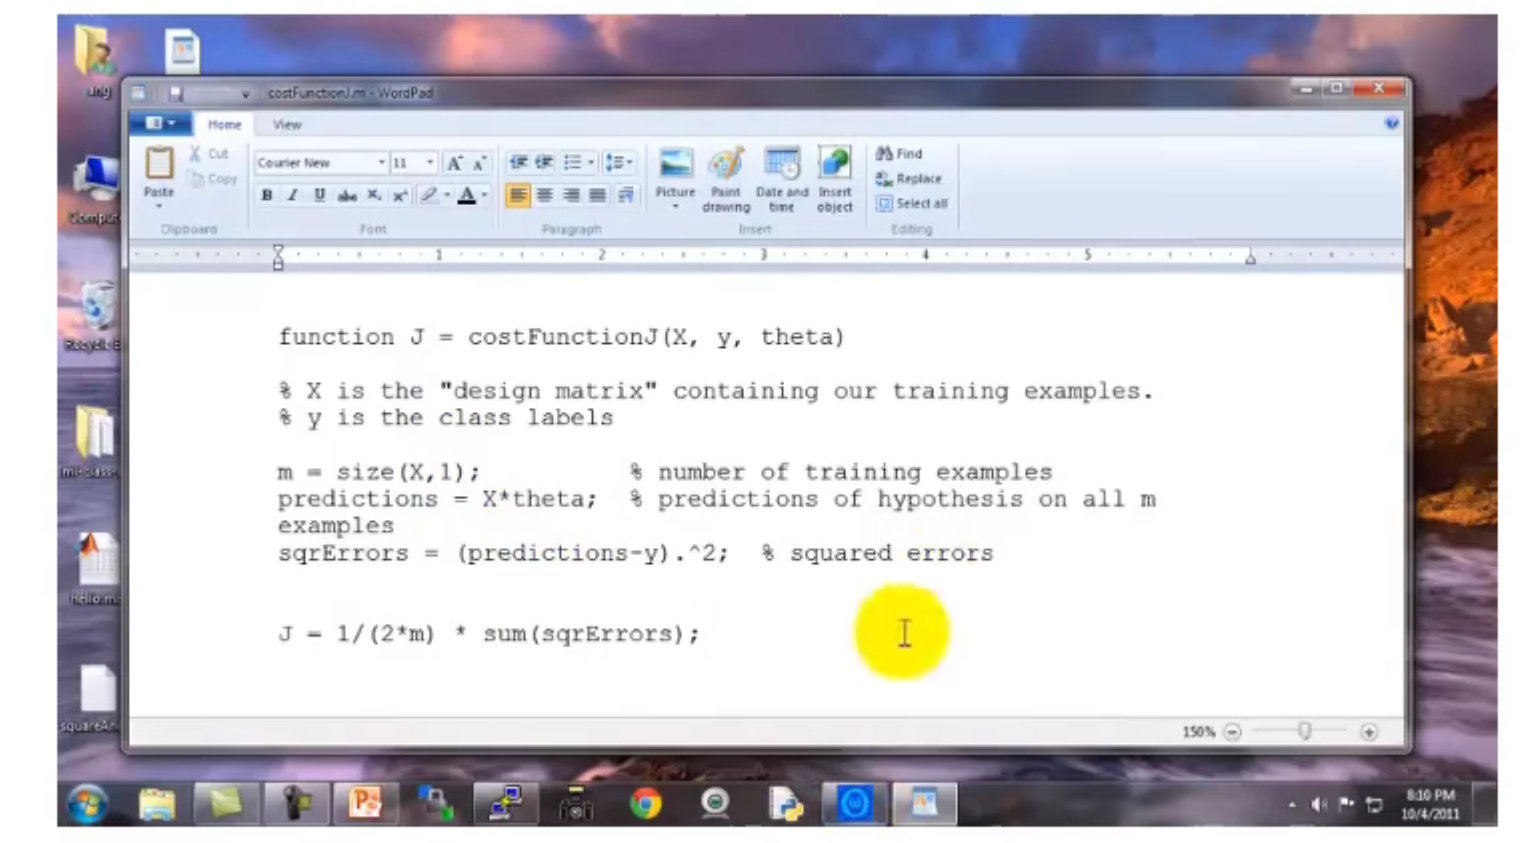 ang
costFunctionJ.m - WordPad
Home View
Cut
Copy
Paste
Clipboard
Courier New 11
B I U abc X₂ X² A
Font
Paragraph
Picture
Paint drawing
Date and time
Insert object
Insert
Find
Replace
Select all
Editing
1 2 3 4 5
function J = costFunctionJ(X, y, theta)
% X is the "design matrix" containing our training examples.
% y is the class labels
m = size(X,1); % number of training examples
predictions = X*theta; % predictions of hypothesis on all m
examples
sqrErrors = (predictions-y).^2; % squared errors
J = 1/(2*m) * sum(sqrErrors);
150%
8:10 PM
10/4/2011